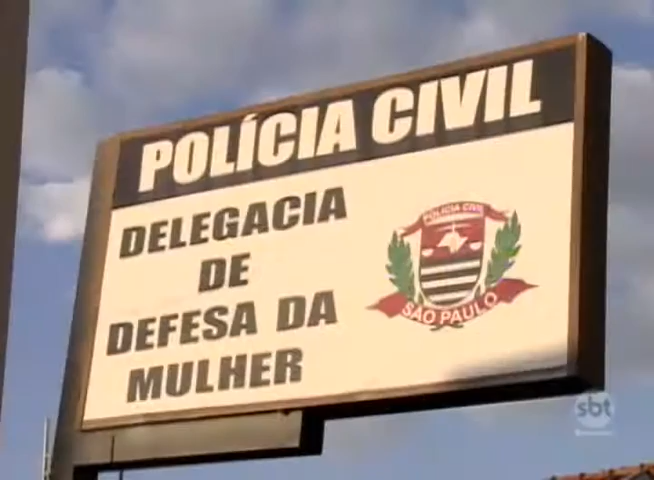 POLÍCIA CIVIL
DELEGACIA
DE
DEFESA DA
MULHER
POLÍCIA CIVIL
SÃO PAULO
sbt